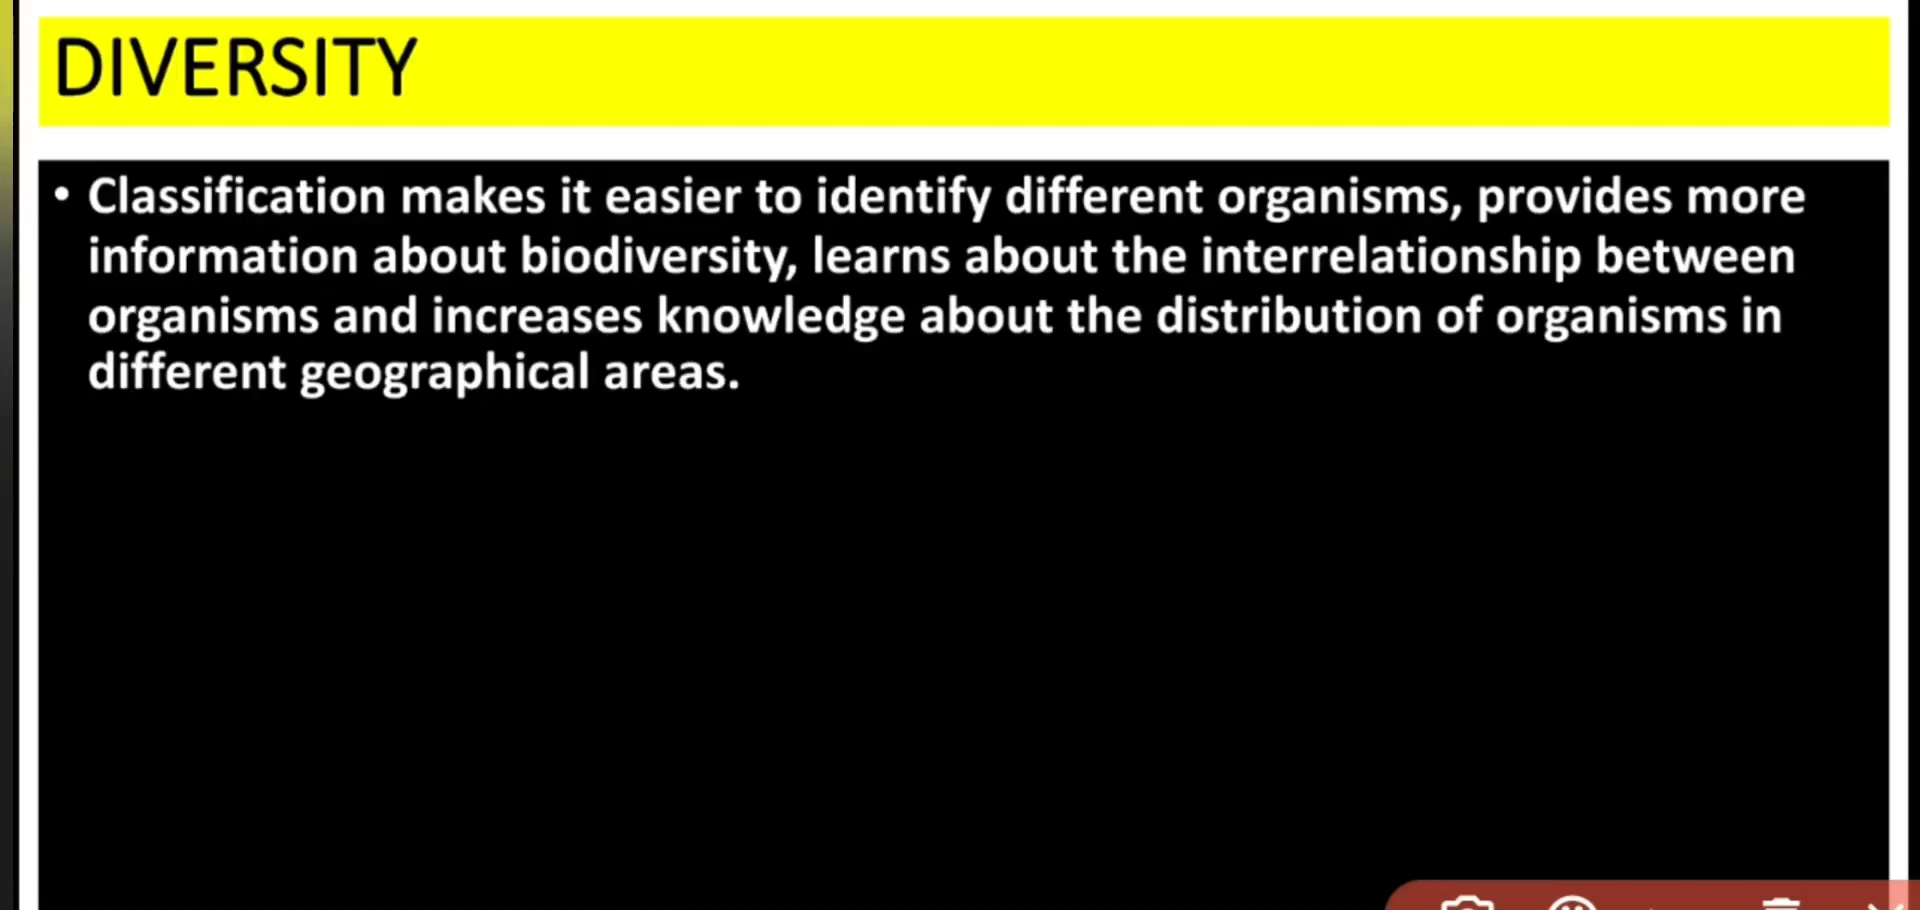 DIVERSITY
• Classification makes it easier to identify different organisms, provides more
information about biodiversity, learns about the interrelationship between
organisms and increases knowledge about the distribution of organisms in
different geographical areas.